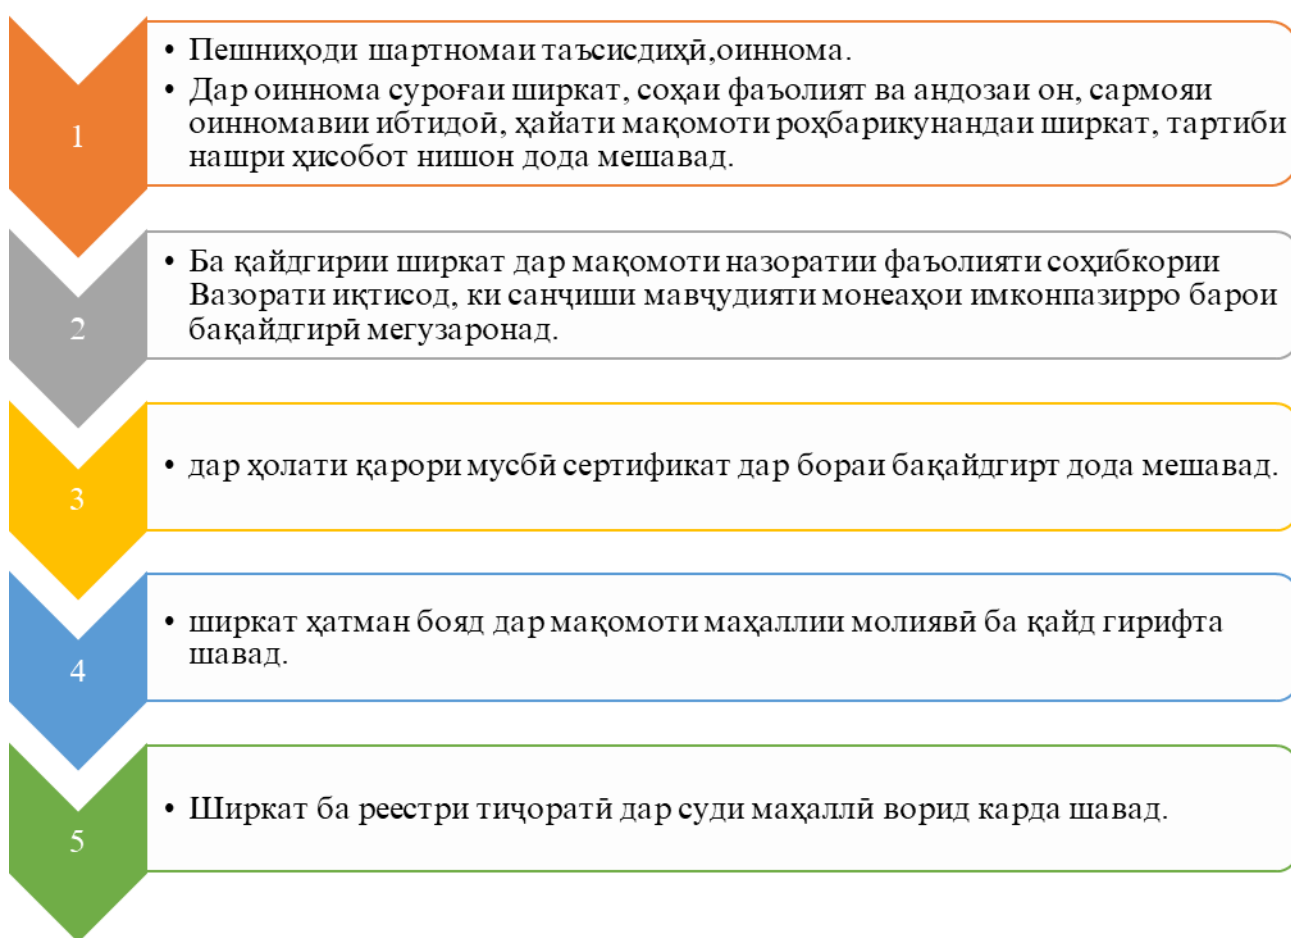 1
• Пешниҳоди шартномаи таъсисдиҳӣ,оиннома.
• Дар оиннома суроғаи ширкат, соҳаи фаъолият ва андозаи он, сармояи
оинномавии ибтидоӣ, ҳайати мақомоти роҳбарикунандаи ширкат, тартиби
нашри ҳисобот нишон дода мешавад.
2
• Ба қайдгирии ширкат дар мақомоти назоратии фаъолияти соҳибкории
Вазорати иқтисод, ки санҷиши мавҷудияти монеаҳои имконпазирро барои
бақайдгирӣ мегузаронад.
3
• дар ҳолати қарори мусбӣ сертификат дар бораи бақайдгирт дода мешавад.
4
• ширкат ҳатман бояд дар мақомоти маҳаллии молиявӣ ба қайд гирифта
шавад.
5
• Ширкат ба реестри тиҷоратӣ дар суди маҳаллӣ ворид карда шавад.